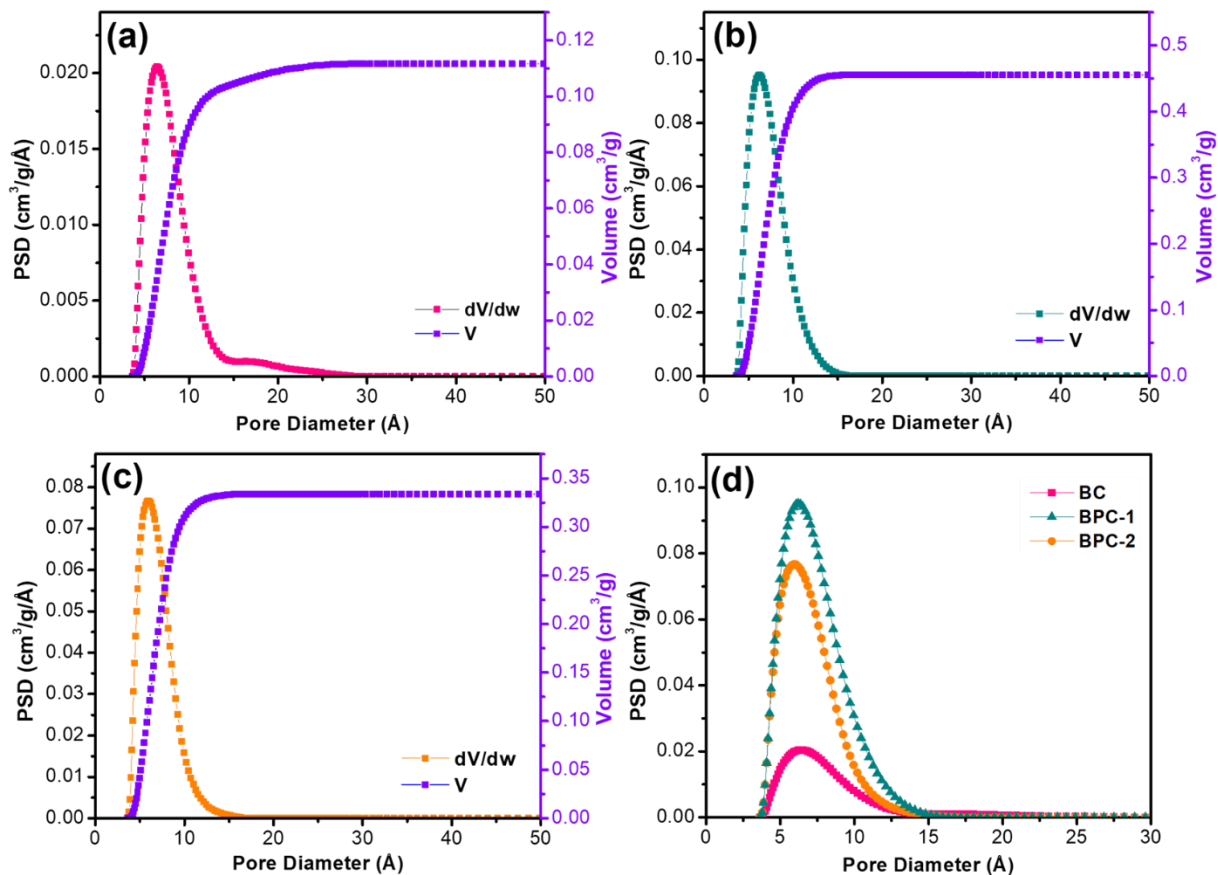 (a)
PSD (cm³/g/Å)
0.020
0.015
0.010
0.005
0.000
0.12
0.10
0.08
0.06
0.04
0.02
0.00
Volume (cm³/g)
dV/dw
V
0 10 20 30 40 50
Pore Diameter (Å)
(b)
PSD (cm³/g/Å)
0.10
0.08
0.06
0.04
0.02
0.00
0.5
0.4
0.3
0.2
0.1
0.0
Volume (cm³/g)
dV/dw
V
0 10 20 30 40 50
Pore Diameter (Å)
(c)
PSD (cm³/g/Å)
0.08
0.07
0.06
0.05
0.04
0.03
0.02
0.01
0.00
0.35
0.30
0.25
0.20
0.15
0.10
0.05
0.00
Volume (cm³/g)
dV/dw
V
0 10 20 30 40 50
Pore Diameter (Å)
(d)
PSD (cm³/g/Å)
0.10
0.08
0.06
0.04
0.02
0.00
BC
BPC-1
BPC-2
0 5 10 15 20 25 30
Pore Diameter (Å)